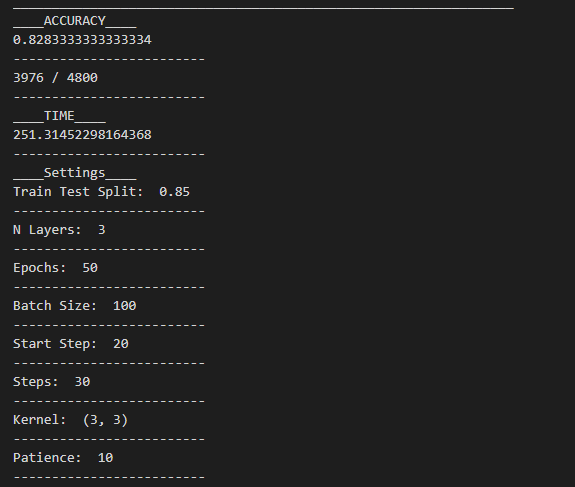 ________________________________________________________________
____ACCURACY____
0.8283333333333334
-------------------------
3976 / 4800
-------------------------
____TIME____
251.31452298164368
-------------------------
____Settings____
Train Test Split:  0.85
-------------------------
N Layers:  3
-------------------------
Epochs:  50
-------------------------
Batch Size:  100
-------------------------
Start Step:  20
-------------------------
Steps:  30
-------------------------
Kernel:  (3, 3)
-------------------------
Patience:  10
-------------------------